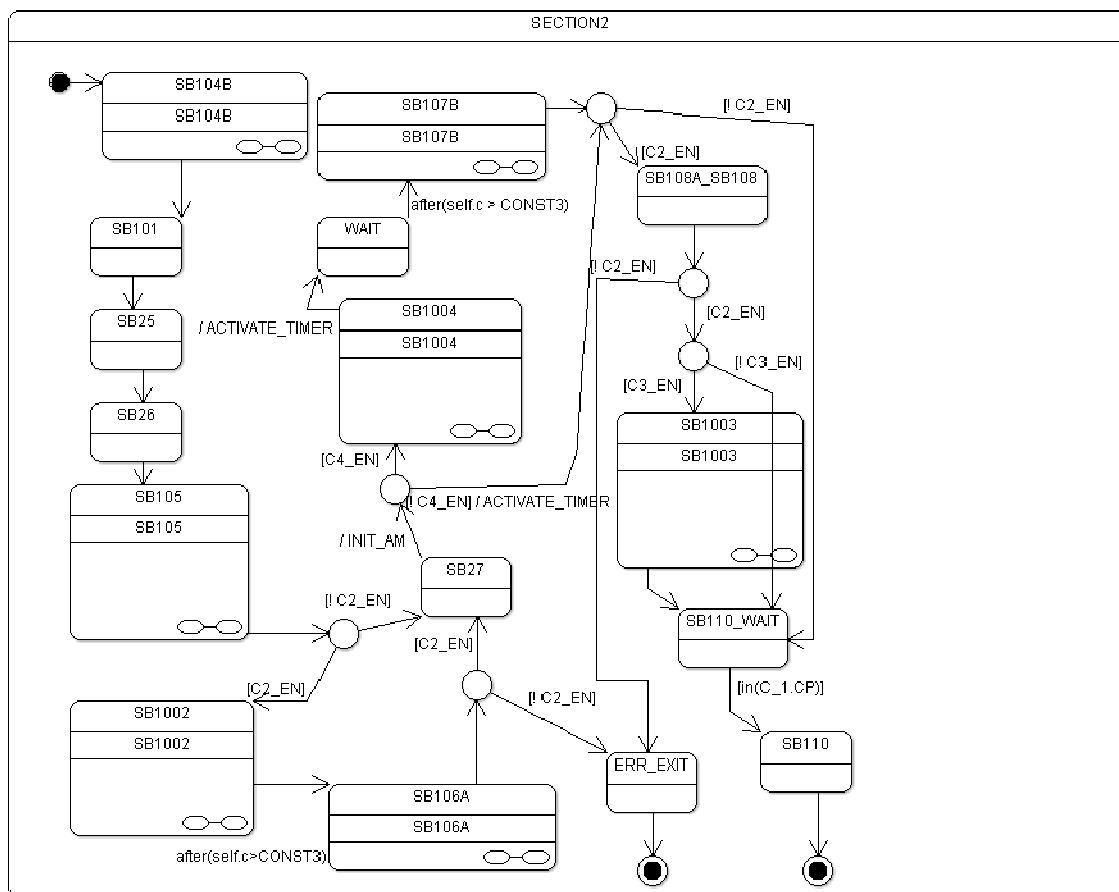 SECTION2
SB104B
SB104B
SB107B
SB107B
[! C2_EN]
[C2_EN]
SB108A_SB108
after(self.c > CONST3)
SB101
WAIT
[! C2_EN]
SB25
/ ACTIVATE_TIMER
SB1004
SB1004
[C2_EN]
[! C3_EN]
[C3_EN]
SB26
SB1003
SB1003
[C4_EN]
SB105
SB105
[! C4_EN] / ACTIVATE_TIMER
/ INIT_AM
SB27
[! C2_EN]
SB110_WAIT
[C2_EN]
[C2_EN]
[! C2_EN]
[in(C_1.CP)]
SB1002
SB1002
SB110
ERR_EXIT
SB106A
SB106A
after(self.c>CONST3)